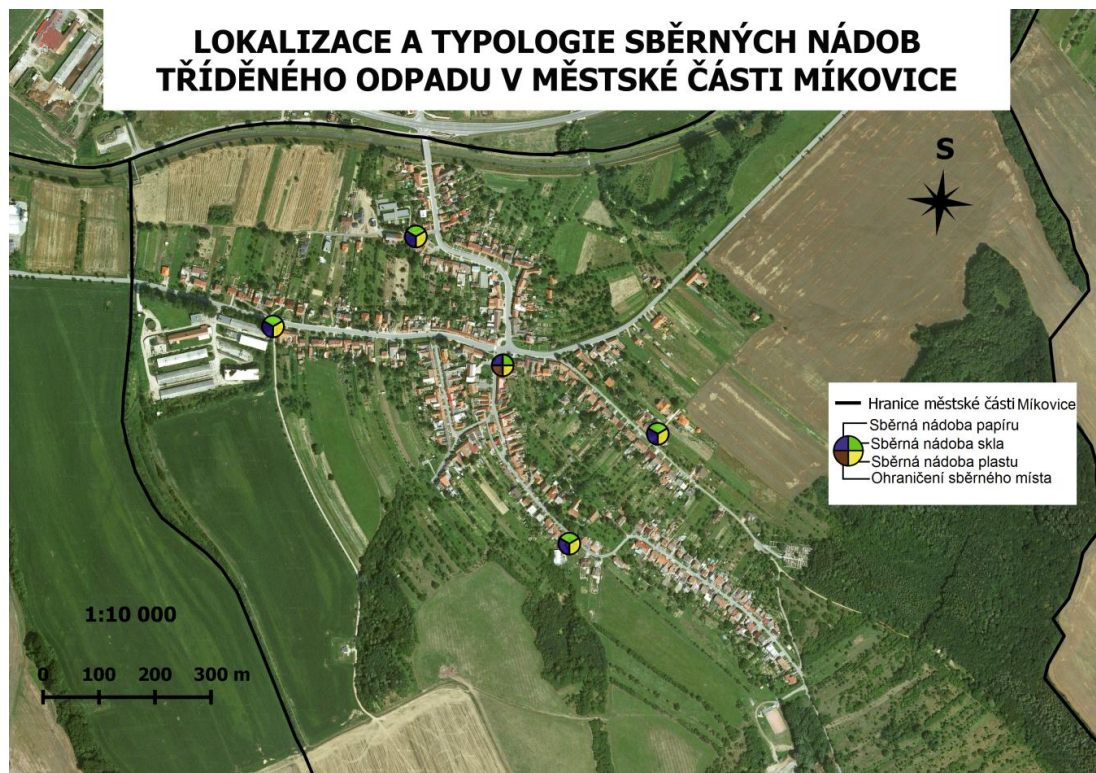 LOKALIZACE A TYPOLOGIE SBĚRNÝCH NÁDOB
TŘÍDĚNÉHO ODPADU V MĚSTSKÉ ČÁSTI MÍKOVICE
S
Hranice městské části Míkovice
Sběrná nádoba papíru
Sběrná nádoba skla
Sběrná nádoba plastu
Ohraničení sběrného místa
1:10 000
0 100 200 300 m